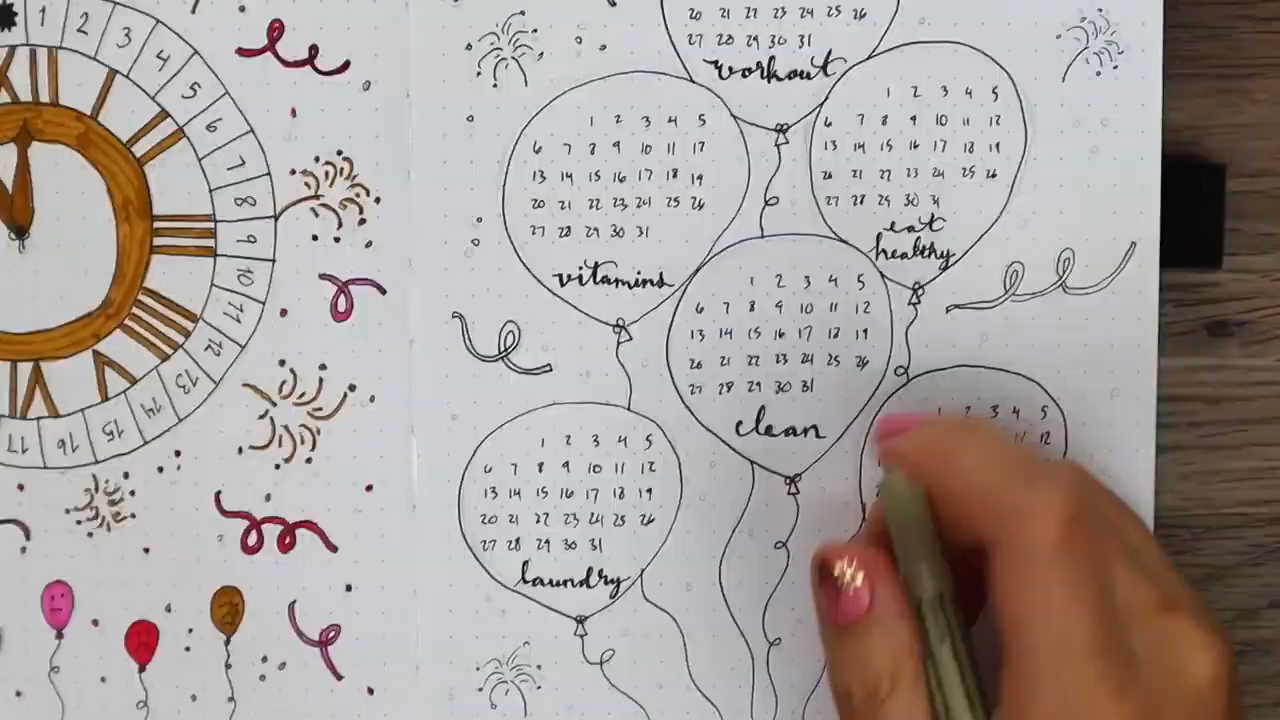 1
2
3
4
5
6
7
8
9
10
11
12
13
14
15
16
17
20 21 22 23 24 25 26
27 28 29 30 31
workout
1 2 3 4 5
6 7 8 9 10 11 12
13 14 15 16 17 18 19
20 21 22 23 24 25 26
27 28 29 30 31
vitamins
1 2 3 4 5
6 7 8 9 10 11 12
13 14 15 16 17 18 19
20 21 22 23 24 25 26
27 28 29 30 31
eat
healthy
1 2 3 4 5
6 7 8 9 10 11 12
13 14 15 16 17 18 19
20 21 22 23 24 25 26
27 28 29 30 31
clean
1 2 3 4 5
6 7 8 9 10 11 12
13 14 15 16 17 18 19
20 21 22 23 24 25 26
27 28 29 30 31
laundry
1 2 3 4 5
11 12